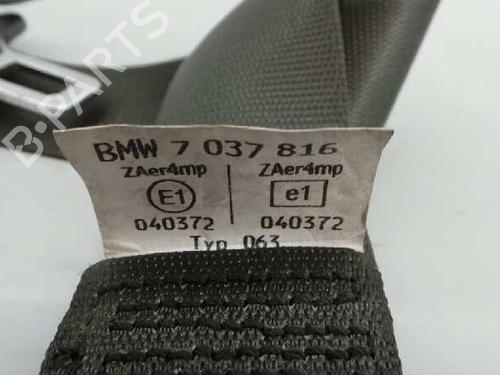 BMW 7 037 816
ZAer4mp ZAer4mp
E1 e1
040372 040372
Typ 063
B-PARTS